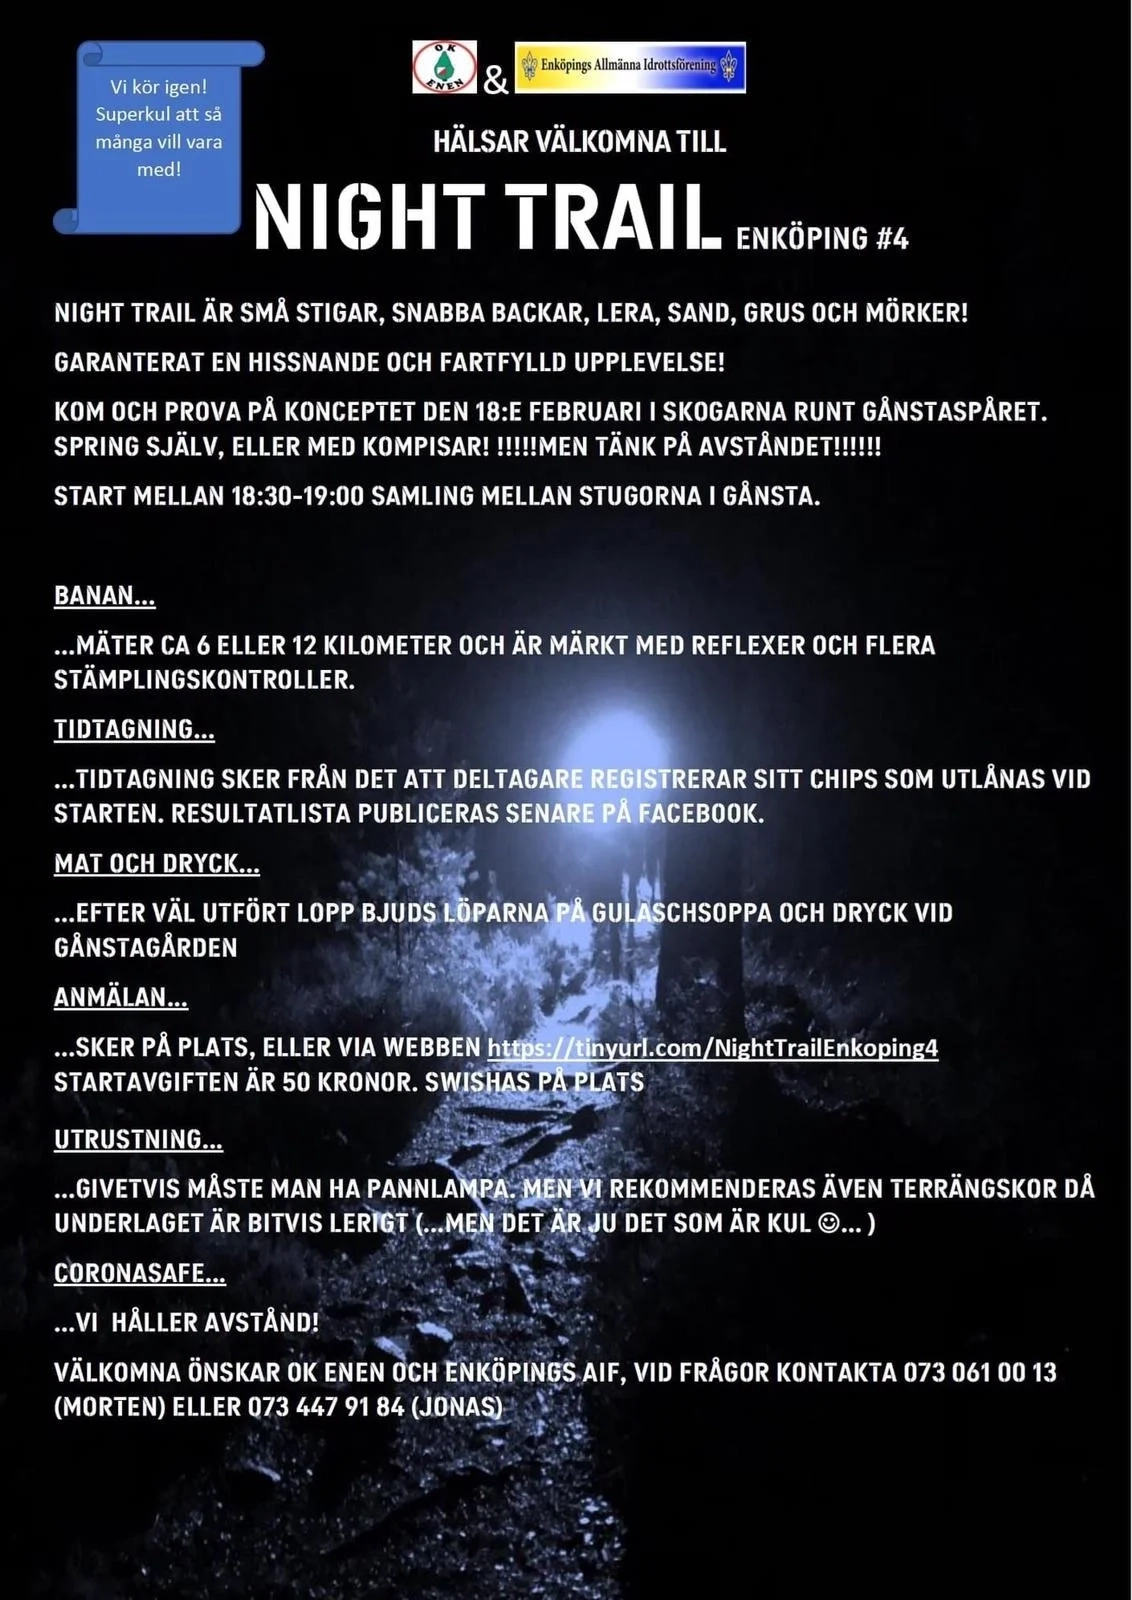 Vi kör igen!
Superkul att så
många vill vara
med!
OK
ENEN
&
Enköpings Allmänna Idrottsförening
HÄLSAR VÄLKOMNA TILL
NIGHT TRAIL ENKÖPING #4
NIGHT TRAIL ÄR SMÅ STIGAR, SNABBA BACKAR, LERA, SAND, GRUS OCH MÖRKER!
GARANTERAT EN HISSNANDE OCH FARTFYLLD UPPLEVELSE!
KOM OCH PROVA PÅ KONCEPTET DEN 18:E FEBRUARI I SKOGARNA RUNT GÅNSTASPÅRET.
SPRING SJÄLV, ELLER MED KOMPISAR! !!!!!MEN TÄNK PÅ AVSTÅNDET!!!!!!
START MELLAN 18:30-19:00 SAMLING MELLAN STUGORNA I GÅNSTA.
BANAN...
...MÄTER CA 6 ELLER 12 KILOMETER OCH ÄR MÄRKT MED REFLEXER OCH FLERA
STÄMPLINGSKONTROLLER.
TIDTAGNING...
...TIDTAGNING SKER FRÅN DET ATT DELTAGARE REGISTRERAR SITT CHIPS SOM UTLÅNAS VID
STARTEN. RESULTATLISTA PUBLICERAS SENARE PÅ FACEBOOK.
MAT OCH DRYCK...
...EFTER VÄL UTFÖRT LOPP BJUDS LÖPARNA PÅ GULASCHSOPPA OCH DRYCK VID
GÅNSTAGÅRDEN
ANMÄLAN...
...SKER PÅ PLATS, ELLER VIA WEBBEN https://tinyurl.com/NightTrailEnkoping4
STARTAVGIFTEN ÄR 50 KRONOR. SWISHAS PÅ PLATS
UTRUSTNING...
...GIVETVIS MÅSTE MAN HA PANNLAMPA. MEN VI REKOMMENDERAS ÄVEN TERRÄNGSKOR DÅ
UNDERLAGET ÄR BITVIS LERIGT (...MEN DET ÄR JU DET SOM ÄR KUL ☺... )
CORONASAFE...
...VI HÅLLER AVSTÅND!
VÄLKOMNA ÖNSKAR OK ENEN OCH ENKÖPINGS AIF, VID FRÅGOR KONTAKTA 073 061 00 13
(MORTEN) ELLER 073 447 91 84 (JONAS)